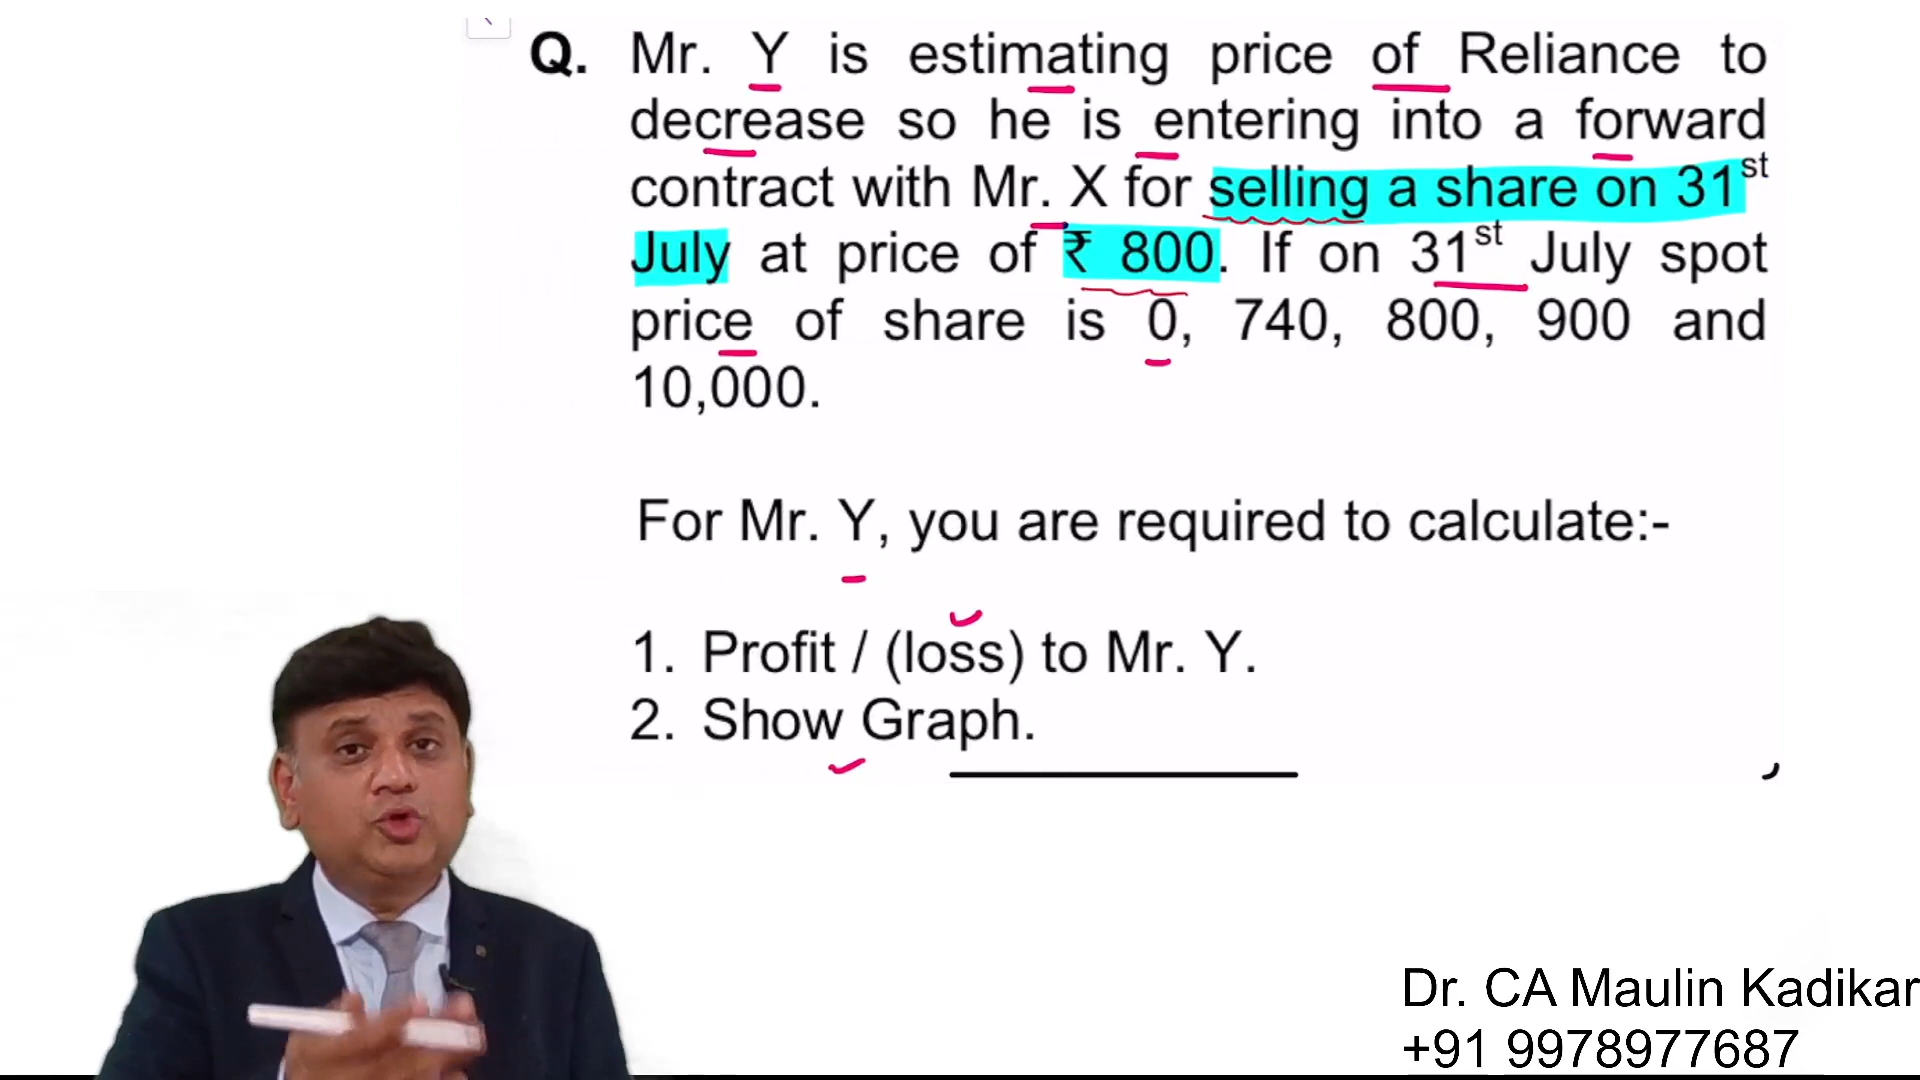 Q. Mr. Y is estimating price of Reliance to
decrease so he is entering into a forward
contract with Mr. X for selling a share on 31st
July at price of ₹ 800. If on 31st July spot
price of share is 0, 740, 800, 900 and
10,000.
For Mr. Y, you are required to calculate:-
1. Profit / (loss) to Mr. Y.
2. Show Graph.
Dr. CA Maulin Kadikar
+91 9978977687